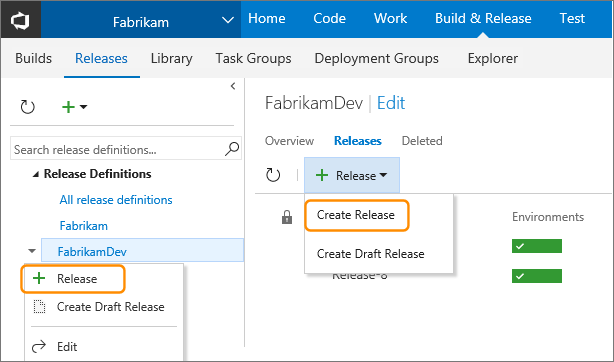 Fabrikam
Home Code Work Build & Release Test
Builds Releases Library Task Groups Deployment Groups Explorer
FabrikamDev | Edit
Overview Releases Deleted
Search release definitions...
Release
Release Definitions
All release definitions
Fabrikam
FabrikamDev
Release
Create Draft Release
Edit
Create Release
Create Draft Release
Environments
Release-8